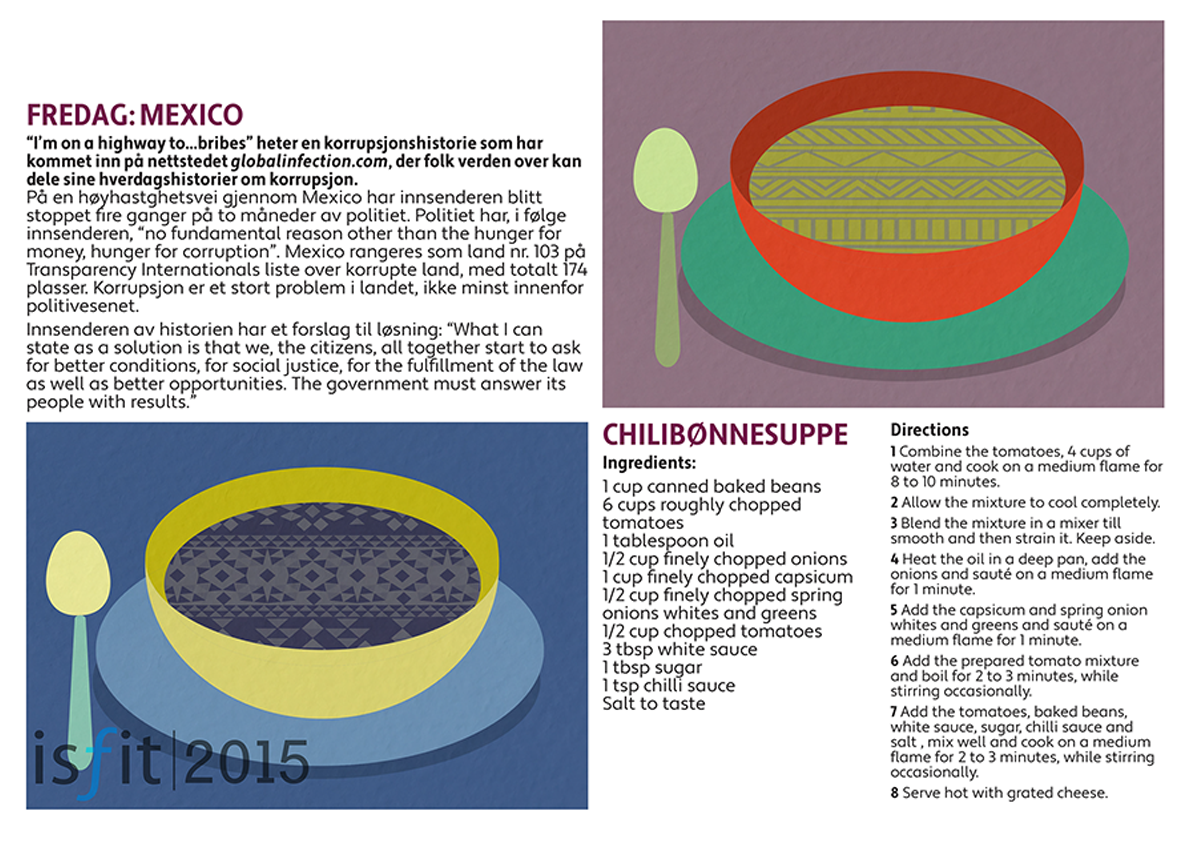 FREDAG: MEXICO
“I’m on a highway to...bribes” heter en korrupsjonshistorie som har
kommet inn på nettstedet globalinfection.com, der folk verden over kan
dele sine hverdagshistorier om korrupsjon.
På en høyhastghetsvei gjennom Mexico har innsenderen blitt
stoppet fire ganger på to måneder av politiet. Politiet har, i følge
innsenderen, “no fundamental reason other than the hunger for
money, hunger for corruption”. Mexico rangeres som land nr. 103 på
Transparency Internationals liste over korrupte land, med totalt 174
plasser. Korrupsjon er et stort problem i landet, ikke minst innenfor
politivesenet.
Innsenderen av historien har et forslag til løsning: “What I can
state as a solution is that we, the citizens, all together start to ask
for better conditions, for social justice, for the fulfillment of the law
as well as better opportunities. The government must answer its
people with results.”
isfit|2015
CHILIBØNNESUPPE
Ingredients:
1 cup canned baked beans
6 cups roughly chopped
tomatoes
1 tablespoon oil
1/2 cup finely chopped onions
1 cup finely chopped capsicum
1/2 cup finely chopped spring
onions whites and greens
1/2 cup chopped tomatoes
3 tbsp white sauce
1 tbsp sugar
1 tsp chilli sauce
Salt to taste
Directions
1 Combine the tomatoes, 4 cups of
water and cook on a medium flame for
8 to 10 minutes.
2 Allow the mixture to cool completely.
3 Blend the mixture in a mixer till
smooth and then strain it. Keep aside.
4 Heat the oil in a deep pan, add the
onions and sauté on a medium flame
for 1 minute.
5 Add the capsicum and spring onion
whites and greens and sauté on a
medium flame for 1 minute.
6 Add the prepared tomato mixture
and boil for 2 to 3 minutes, while
stirring occasionally.
7 Add the tomatoes, baked beans,
white sauce, sugar, chilli sauce and
salt , mix well and cook on a medium
flame for 2 to 3 minutes, while stirring
occasionally.
8 Serve hot with grated cheese.